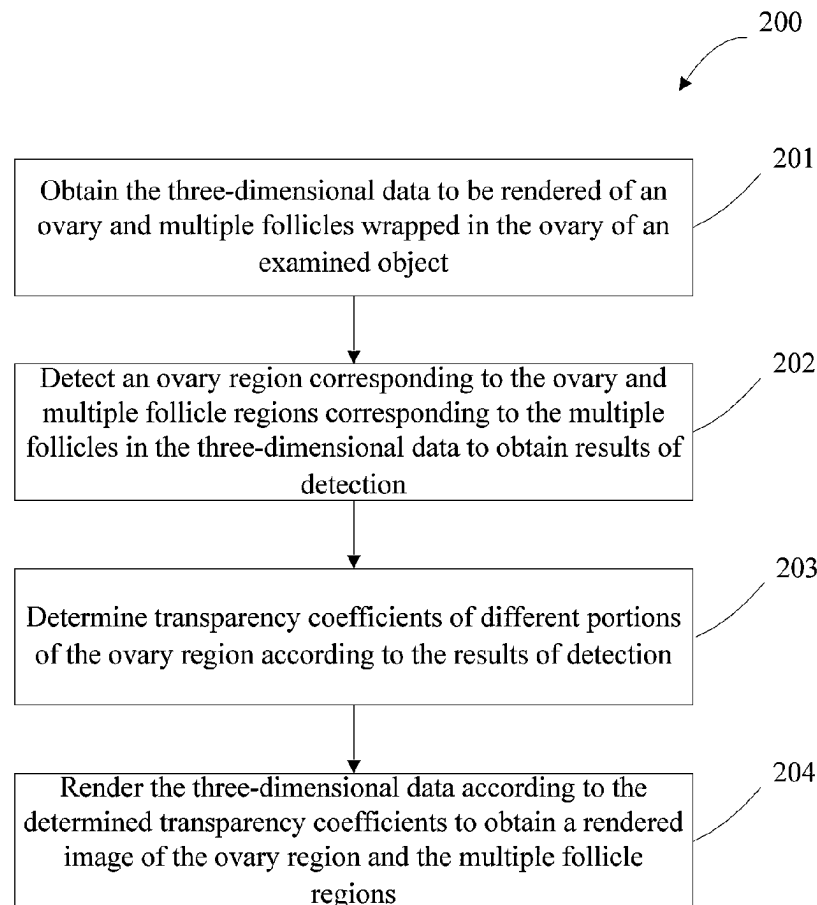 200
201
Obtain the three-dimensional data to be rendered of an
ovary and multiple follicles wrapped in the ovary of an
examined object
202
Detect an ovary region corresponding to the ovary and
multiple follicle regions corresponding to the multiple
follicles in the three-dimensional data to obtain results of
detection
203
Determine transparency coefficients of different portions
of the ovary region according to the results of detection
204
Render the three-dimensional data according to the
determined transparency coefficients to obtain a rendered
image of the ovary region and the multiple follicle
regions